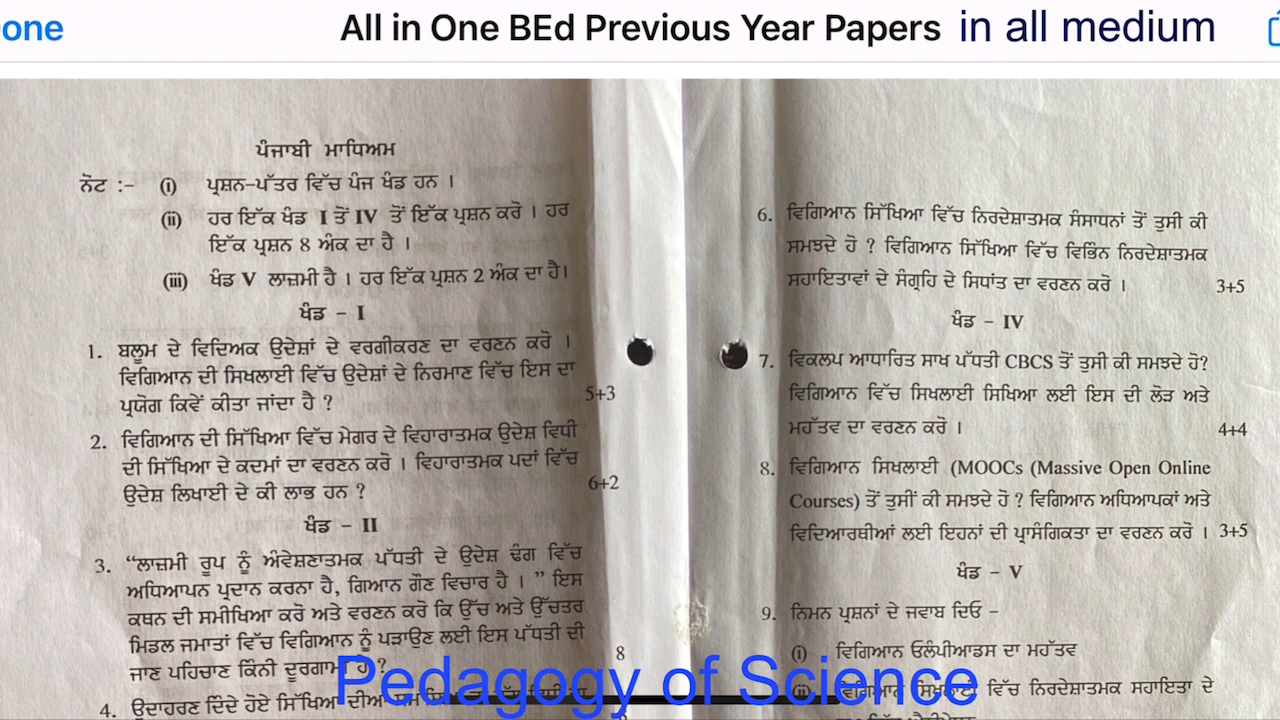 one
All in One BEd Previous Year Papers in all medium
ਪੰਜਾਬੀ ਮਾਧਿਅਮ
ਨੋਟ :- (i) ਪ੍ਰਸ਼ਨ-ਪੱਤਰ ਵਿੱਚ ਪੰਜ ਖੰਡ ਹਨ ।
(ii) ਹਰ ਇੱਕ ਖੰਡ I ਤੋਂ IV ਤੋਂ ਇੱਕ ਪ੍ਰਸ਼ਨ ਕਰੋ । ਹਰ
ਇੱਕ ਪ੍ਰਸ਼ਨ 8 ਅੰਕ ਦਾ ਹੈ ।
(iii) ਖੰਡ V ਲਾਜ਼ਮੀ ਹੈ । ਹਰ ਇੱਕ ਪ੍ਰਸ਼ਨ 2 ਅੰਕ ਦਾ ਹੈ।
ਖੰਡ - I
1. ਬਲੂਮ ਦੇ ਵਿਦਿਅਕ ਉਦੇਸ਼ਾਂ ਦੇ ਵਰਗੀਕਰਣ ਦਾ ਵਰਣਨ ਕਰੋ ।
ਵਿਗਿਆਨ ਦੀ ਸਿਖਲਾਈ ਵਿੱਚ ਉਦੇਸ਼ਾਂ ਦੇ ਨਿਰਮਾਣ ਵਿੱਚ ਇਸ ਦਾ
ਪ੍ਰਯੋਗ ਕਿਵੇਂ ਕੀਤਾ ਜਾਂਦਾ ਹੈ ? 5+3
2. ਵਿਗਿਆਨ ਦੀ ਸਿੱਖਿਆ ਵਿੱਚ ਮੇਗਰ ਦੇ ਵਿਹਾਰਾਤਮਕ ਉਦੇਸ਼ ਵਿਧੀ
ਦੀ ਸਿੱਖਿਆ ਦੇ ਕਦਮਾਂ ਦਾ ਵਰਣਨ ਕਰੋ । ਵਿਹਾਰਾਤਮਕ ਪਦਾਂ ਵਿੱਚ
ਉਦੇਸ਼ ਲਿਖਾਈ ਦੇ ਕੀ ਲਾਭ ਹਨ ? 6+2
ਖੰਡ - II
3. “ਲਾਜ਼ਮੀ ਰੂਪ ਨੂੰ ਅੰਵੇਸ਼ਣਾਤਮਕ ਪੱਧਤੀ ਦੇ ਉਦੇਸ਼ ਢੰਗ ਵਿੱਚ
ਅਧਿਆਪਨ ਪ੍ਰਦਾਨ ਕਰਨਾ ਹੈ, ਗਿਆਨ ਗੌਣ ਵਿਚਾਰ ਹੈ । ” ਇਸ
ਕਥਨ ਦੀ ਸਮੀਖਿਆ ਕਰੋ ਅਤੇ ਵਰਣਨ ਕਰੋ ਕਿ ਉੱਚ ਅਤੇ ਉੱਚਤਰ
ਮਿਡਲ ਜਮਾਤਾਂ ਵਿੱਚ ਵਿਗਿਆਨ ਨੂੰ ਪੜਾਉਣ ਲਈ ਇਸ ਪੱਧਤੀ ਦੀ
ਜਾਣ ਪਹਿਚਾਣ ਕਿੰਨੀ ? 8
4. ਉਦਾਹਰਣ ਦਿੰਦੇ ਹੋਏ ਸਿੱਖਿਆ
6. ਵਿਗਿਆਨ ਸਿੱਖਿਆ ਵਿੱਚ ਨਿਰਦੇਸ਼ਾਤਮਕ ਸੰਸਾਧਨਾਂ ਤੋਂ ਤੁਸੀ ਕੀ
ਸਮਝਦੇ ਹੋ ? ਵਿਗਿਆਨ ਸਿੱਖਿਆ ਵਿੱਚ ਵਿਭਿੰਨ ਨਿਰਦੇਸ਼ਾਤਮਕ
ਸਹਾਇਤਾਵਾਂ ਦੇ ਸੰਗ੍ਰਹਿ ਦੇ ਸਿਧਾਂਤ ਦਾ ਵਰਣਨ ਕਰੋ । 3+5
ਖੰਡ - IV
7. ਵਿਕਲਪ ਆਧਾਰਿਤ ਸਾਖ ਪੱਧਤੀ CBCS ਤੋਂ ਤੁਸੀ ਕੀ ਸਮਝਦੇ ਹੋ?
ਵਿਗਿਆਨ ਵਿੱਚ ਸਿਖਲਾਈ ਸਿਖਿਆ ਲਈ ਇਸ ਦੀ ਲੋੜ ਅਤੇ
ਮਹੱਤਵ ਦਾ ਵਰਣਨ ਕਰੋ । 4+4
8. ਵਿਗਿਆਨ ਸਿਖਲਾਈ (MOOCs (Massive Open Online
Courses) ਤੋਂ ਤੁਸੀਂ ਕੀ ਸਮਝਦੇ ਹੋ ? ਵਿਗਿਆਨ ਅਧਿਆਪਕਾਂ ਅਤੇ
ਵਿਦਿਆਰਥੀਆਂ ਲਈ ਇਹਨਾਂ ਦੀ ਪ੍ਰਾਸੰਗਿਕਤਾ ਦਾ ਵਰਣਨ ਕਰੋ । 3+5
ਖੰਡ - V
9. ਨਿਮਨ ਪ੍ਰਸ਼ਨਾਂ ਦੇ ਜਵਾਬ ਦਿਓ -
(i) ਵਿਗਿਆਨ ਓਲੰਪੀਆਡਸ ਦਾ ਮਹੱਤਵ
(ii) ਵਿਗਿਆਨ ਸਿਖਲਾਈ ਵਿੱਚ ਨਿਰਦੇਸ਼ਾਤਮਕ ਸਹਾਇਤਾ ਦੇ
Pedagogy of Science